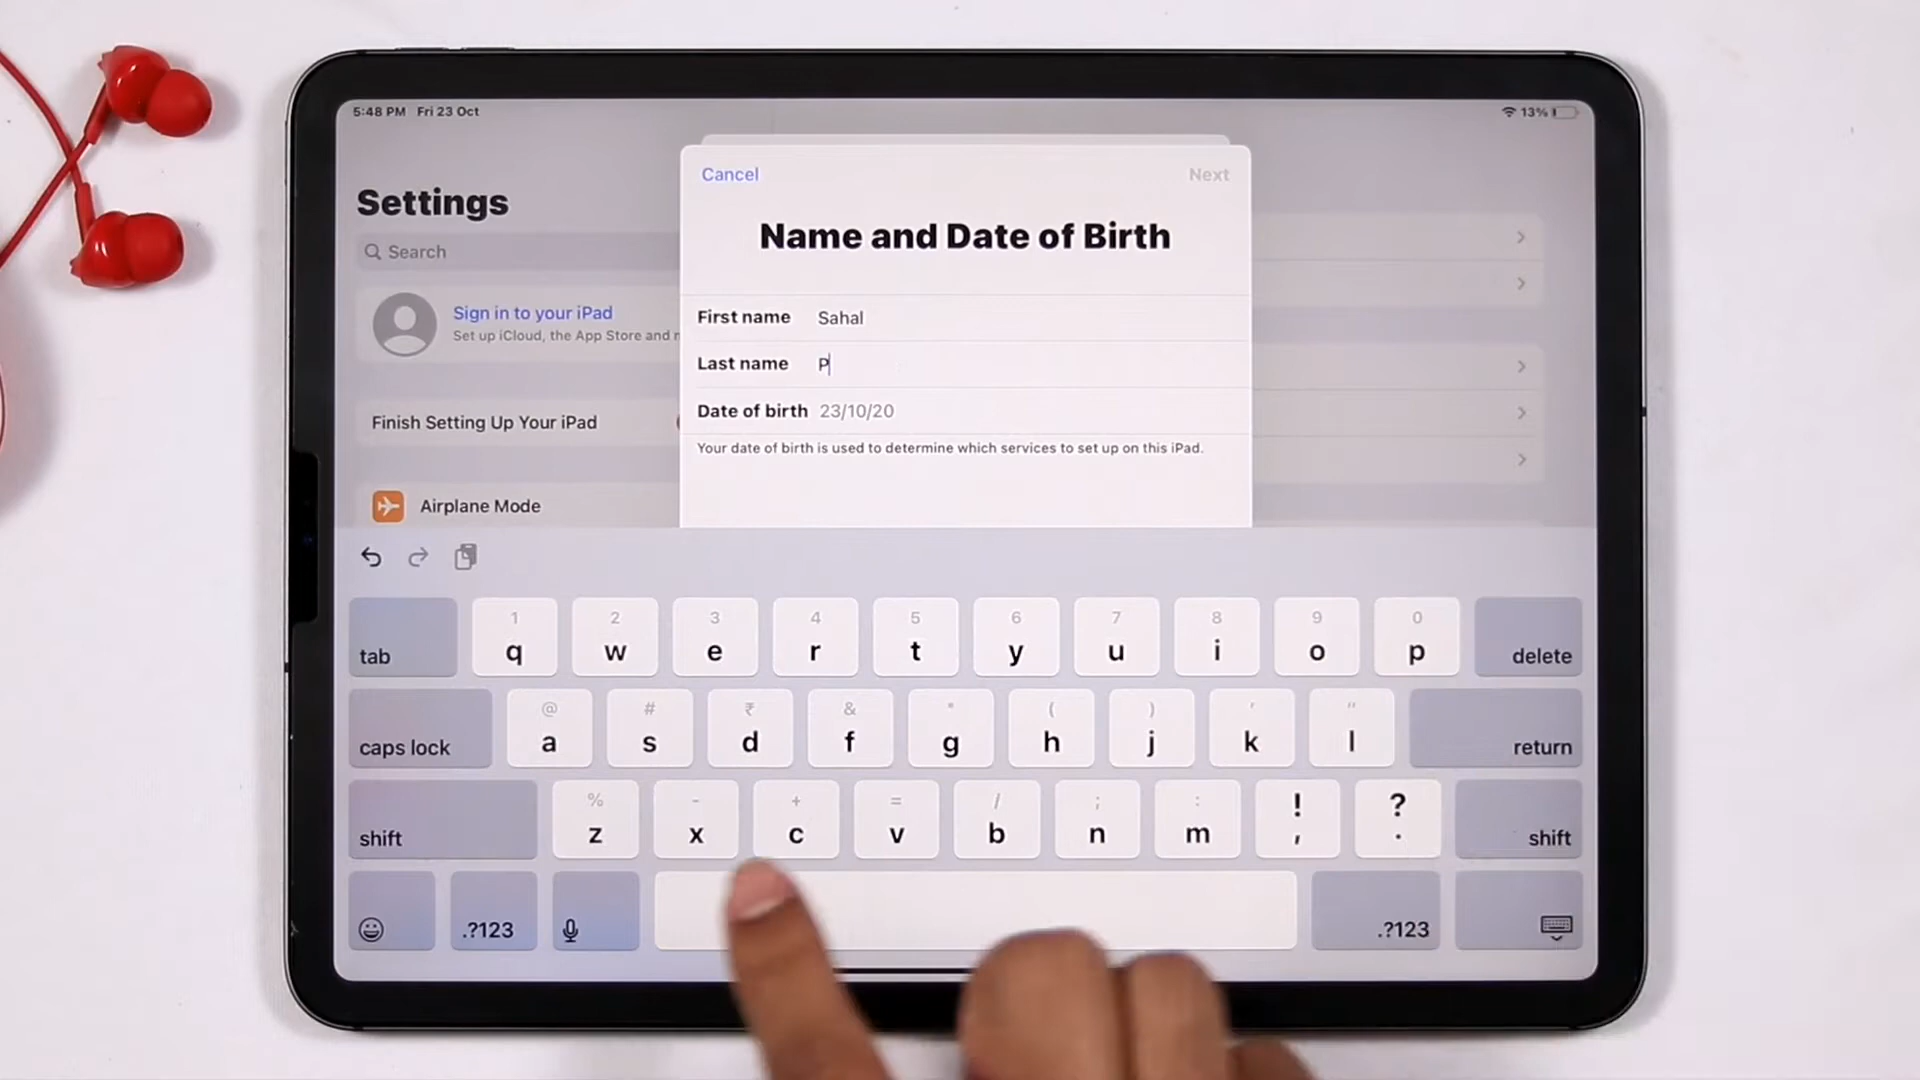 5:48 PM Fri 23 Oct
13%
Settings
Search
Sign in to your iPad
Set up iCloud, the App Store and
Finish Setting Up Your iPad
Airplane Mode
Cancel
Next
Name and Date of Birth
First name Sahal
Last name P
Date of birth 23/10/20
Your date of birth is used to determine which services to set up on this iPad.
1 2 3 4 5 6 7 8 9 0
tab q w e r t y u i o p delete
@ # ₹ & * ( ) ' "
caps lock a s d f g h j k l return
% - + = / ; : ! ?
shift z x c v b n m , . shift
.?123 .?123